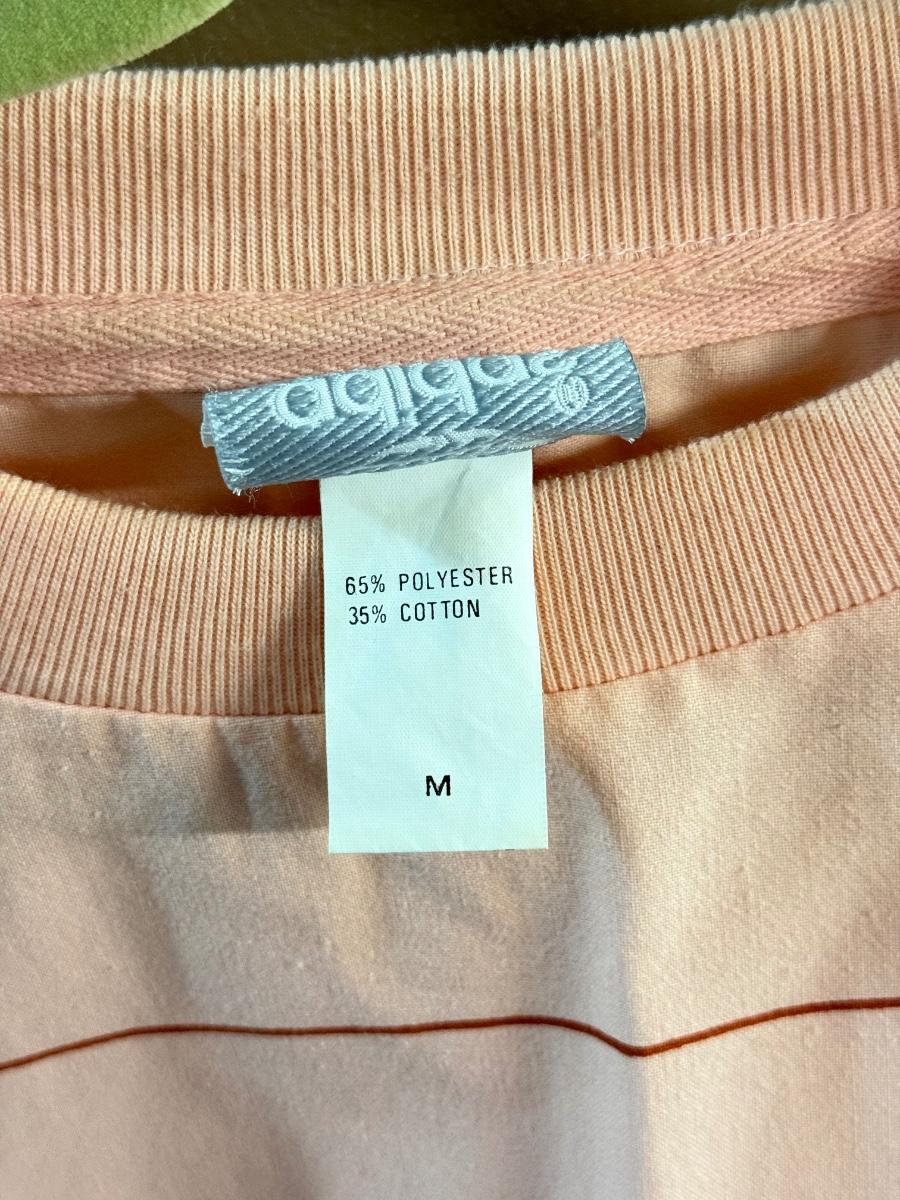 adidas
®
65% POLYESTER
35% COTTON
M